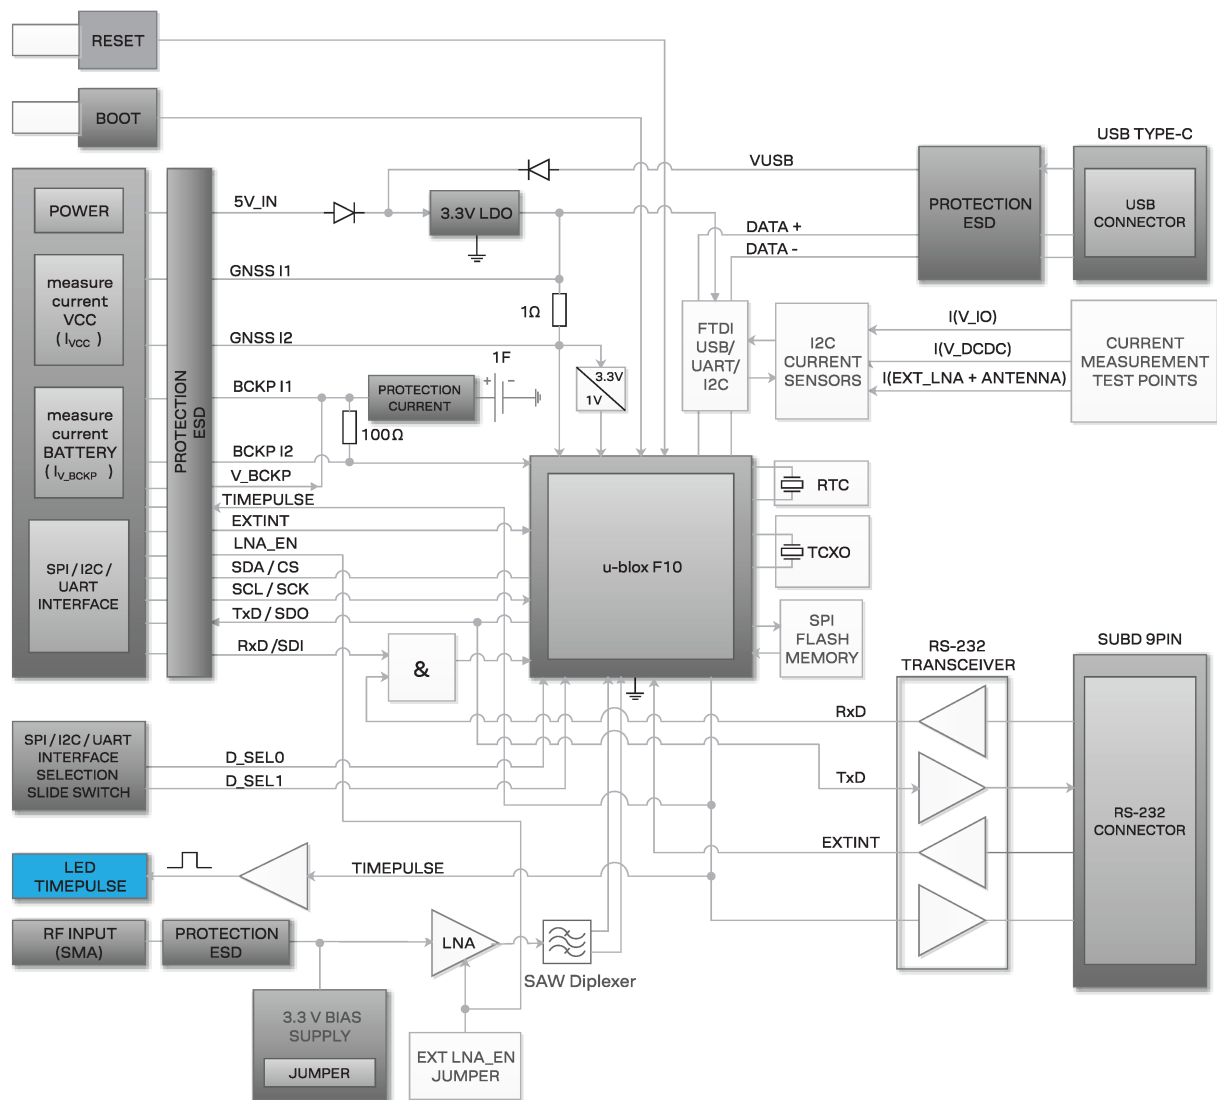 RESET
BOOT
USB TYPE-C
POWER
measure
current
VCC
( IVCC )
measure
current
BATTERY
( IV_BCKP )
SPI / I2C /
UART
INTERFACE
PROTECTION
ESD
5V_IN
GNSS I1
GNSS I2
BCKP I1
BCKP I2
V_BCKP
TIMEPULSE
EXTINT
LNA_EN
SDA / CS
SCL / SCK
TxD / SDO
RxD /SDI
3.3V LDO
1Ω
1F
+
-
PROTECTION
CURRENT
100Ω
3.3V
1V
VUSB
DATA +
DATA -
PROTECTION
ESD
USB
CONNECTOR
FTDI
USB/
UART/
I2C
I2C
CURRENT
SENSORS
I(V_IO)
I(V_DCDC)
I(EXT_LNA + ANTENNA)
CURRENT
MEASUREMENT
TEST POINTS
u-blox F10
RTC
TCXO
SPI
FLASH
MEMORY
&
RS-232
TRANSCEIVER
SUBD 9PIN
RxD
TxD
EXTINT
RS-232
CONNECTOR
SPI / I2C / UART
INTERFACE
SELECTION
SLIDE SWITCH
D_SEL0
D_SEL1
LED
TIMEPULSE
TIMEPULSE
RF INPUT
(SMA)
PROTECTION
ESD
LNA
SAW Diplexer
3.3 V BIAS
SUPPLY
JUMPER
EXT LNA_EN
JUMPER